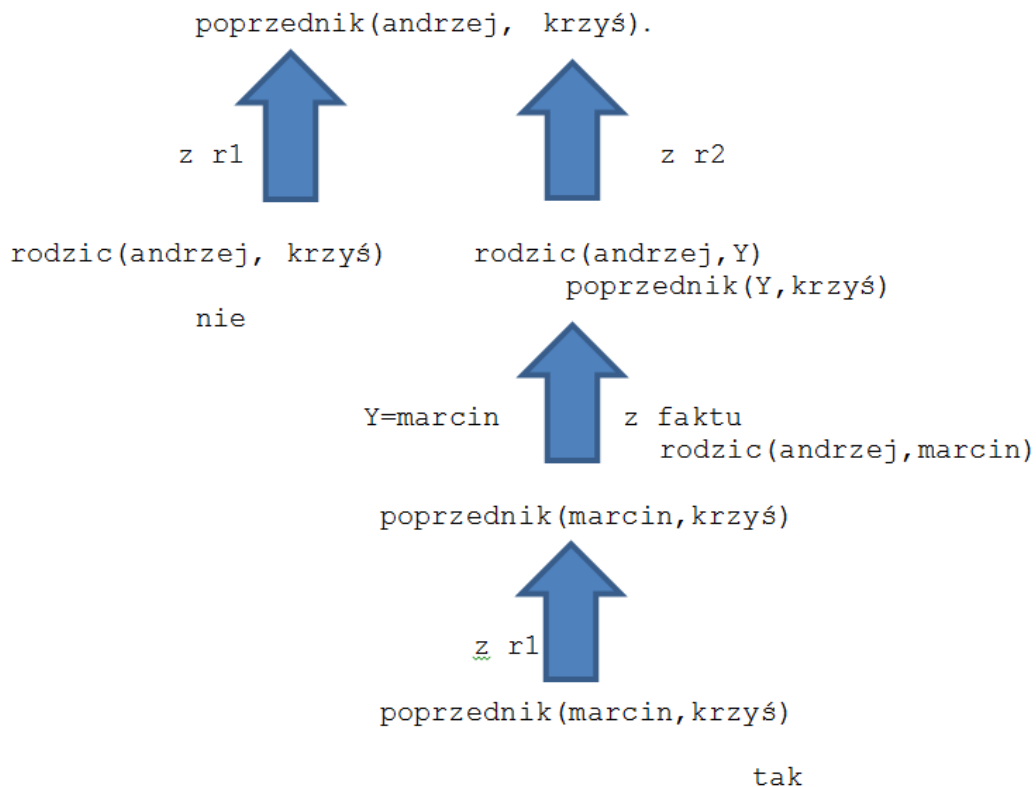 poprzednik(andrzej, krzyś).
z r1
z r2
rodzic(andrzej, krzyś)
rodzic(andrzej,Y)
poprzednik(Y,krzyś)
nie
Y=marcin
z faktu
rodzic(andrzej,marcin)
poprzednik(marcin,krzyś)
z r1
poprzednik(marcin,krzyś)
tak